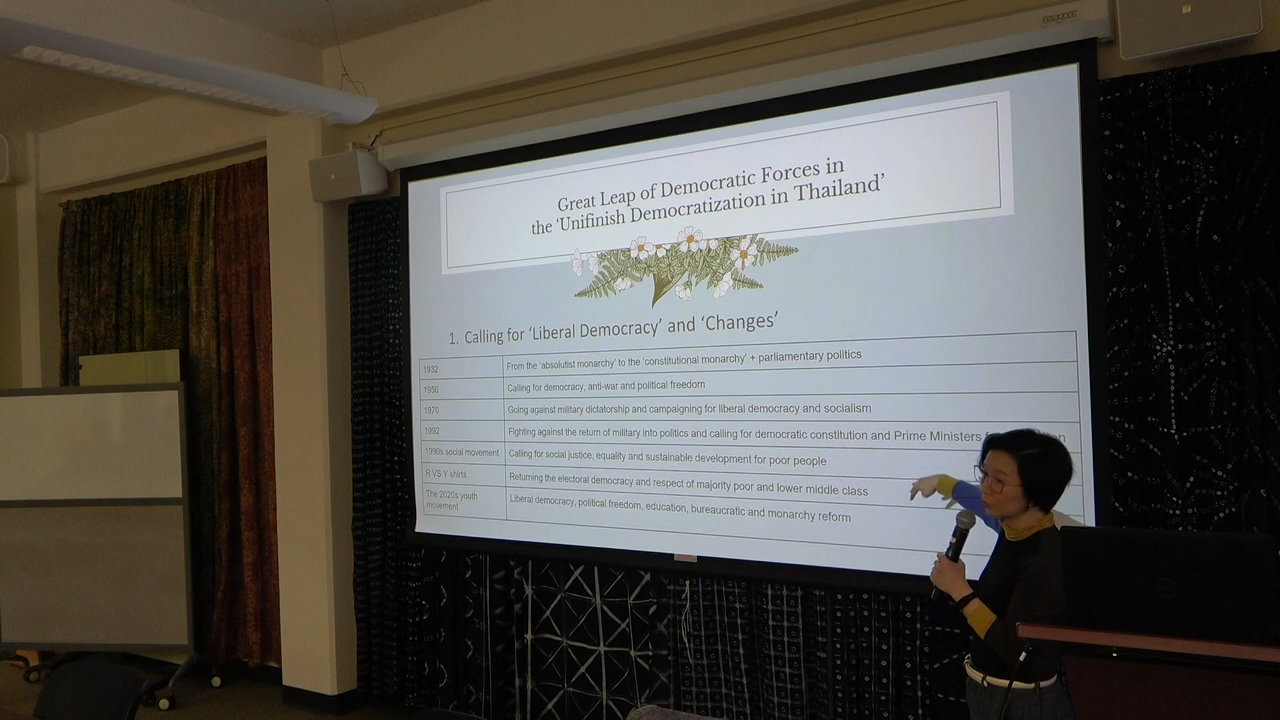 Great Leap of Democratic Forces in
the 'Unifinish Democratization in Thailand'
1. Calling for 'Liberal Democracy' and 'Changes'
1932 From the 'absolutist monarchy' to the 'constitutional monarchy' + parliamentary politics
1950 Calling for democracy, anti-war and political freedom
1970 Going against military dictatorship and campaigning for liberal democracy and socialism
1992 Fighting against the return of military into politics and calling for democratic constitution and Prime Ministers
1990s social movement Calling for social justice, equality and sustainable development for poor people
R VS Y shirts Returning the electoral democracy and respect of majority poor and lower middle class
The 2020s youth
movement Liberal democracy, political freedom, education, bureaucratic and monarchy reform